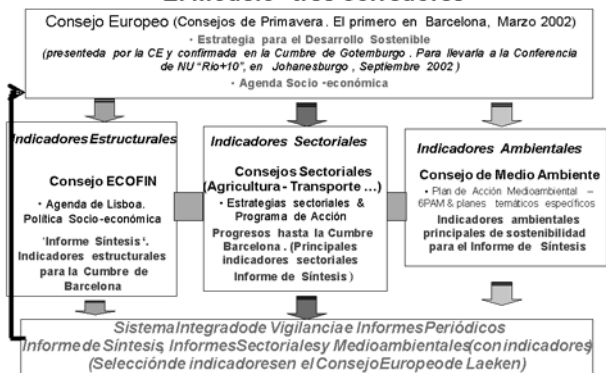 El Modelo "tres corredores"
Consejo Europeo (Consejos de Primavera. El primero en Barcelona, Marzo 2002)
· Estrategia para el Desarrollo Sostenible
(presenteda por la CE y confirmada en la Cumbre de Gotemburgo . Para llevarla a la Conferencia
de NU "Rio+10", en Johanesburgo , Septiembre 2002 )
· Agenda Socio -económica
Indicadores Estructurales
Consejo ECOFIN
• Agenda de Lisboa.
Política Socio-económica
'Informe Síntesis'.
Indicadores estructurales
para la Cumbre de
Barcelona
Indicadores Sectoriales
Consejos Sectoriales
(Agricultura - Transporte ...)
• Estrategias sectoriales &
Programa de Acción
Progresos hasta la Cumbre
Barcelona . (Principales
indicadores sectoriales
Informe de Síntesis )
Indicadores Ambientales
Consejo de Medio Ambiente
• Plan de Acción Medioambiental –
6PAM & planes temáticos específicos
Indicadores ambientales
principales de sostenibilidad
para el Informe de Síntesis
Sistema Integrado de Vigilancia e Informes Periódicos
Informe de Síntesis, Informes Sectoriales y Medioambientales (con indicadores)
(Selección de indicadores en el Consejo Europeo de Laeken)